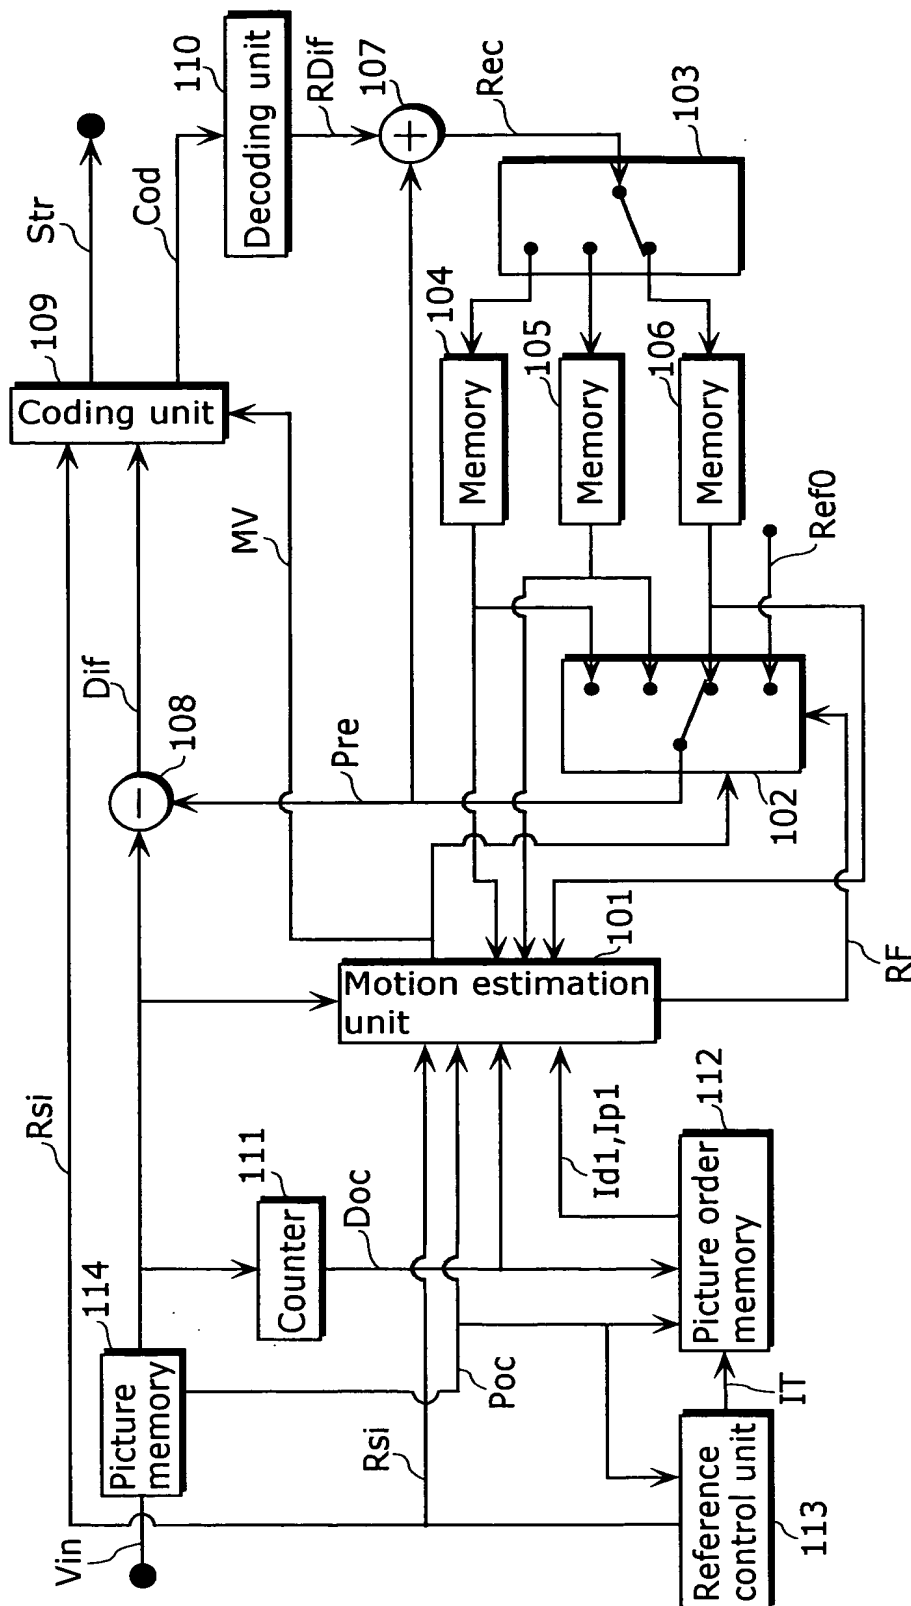 Vin
Picture
memory
114
Rsi
Counter
111
Doc
Poc
Rsi
Reference
control unit
113
IT
Picture order
memory
112
Id1,Ip1
Motion estimation
unit
101
RF
Dif
108
MV
Pre
102
Ref0
Coding unit
109
Str
Cod
Decoding unit
110
RDif
107
Rec
103
Memory
104
Memory
105
Memory
106